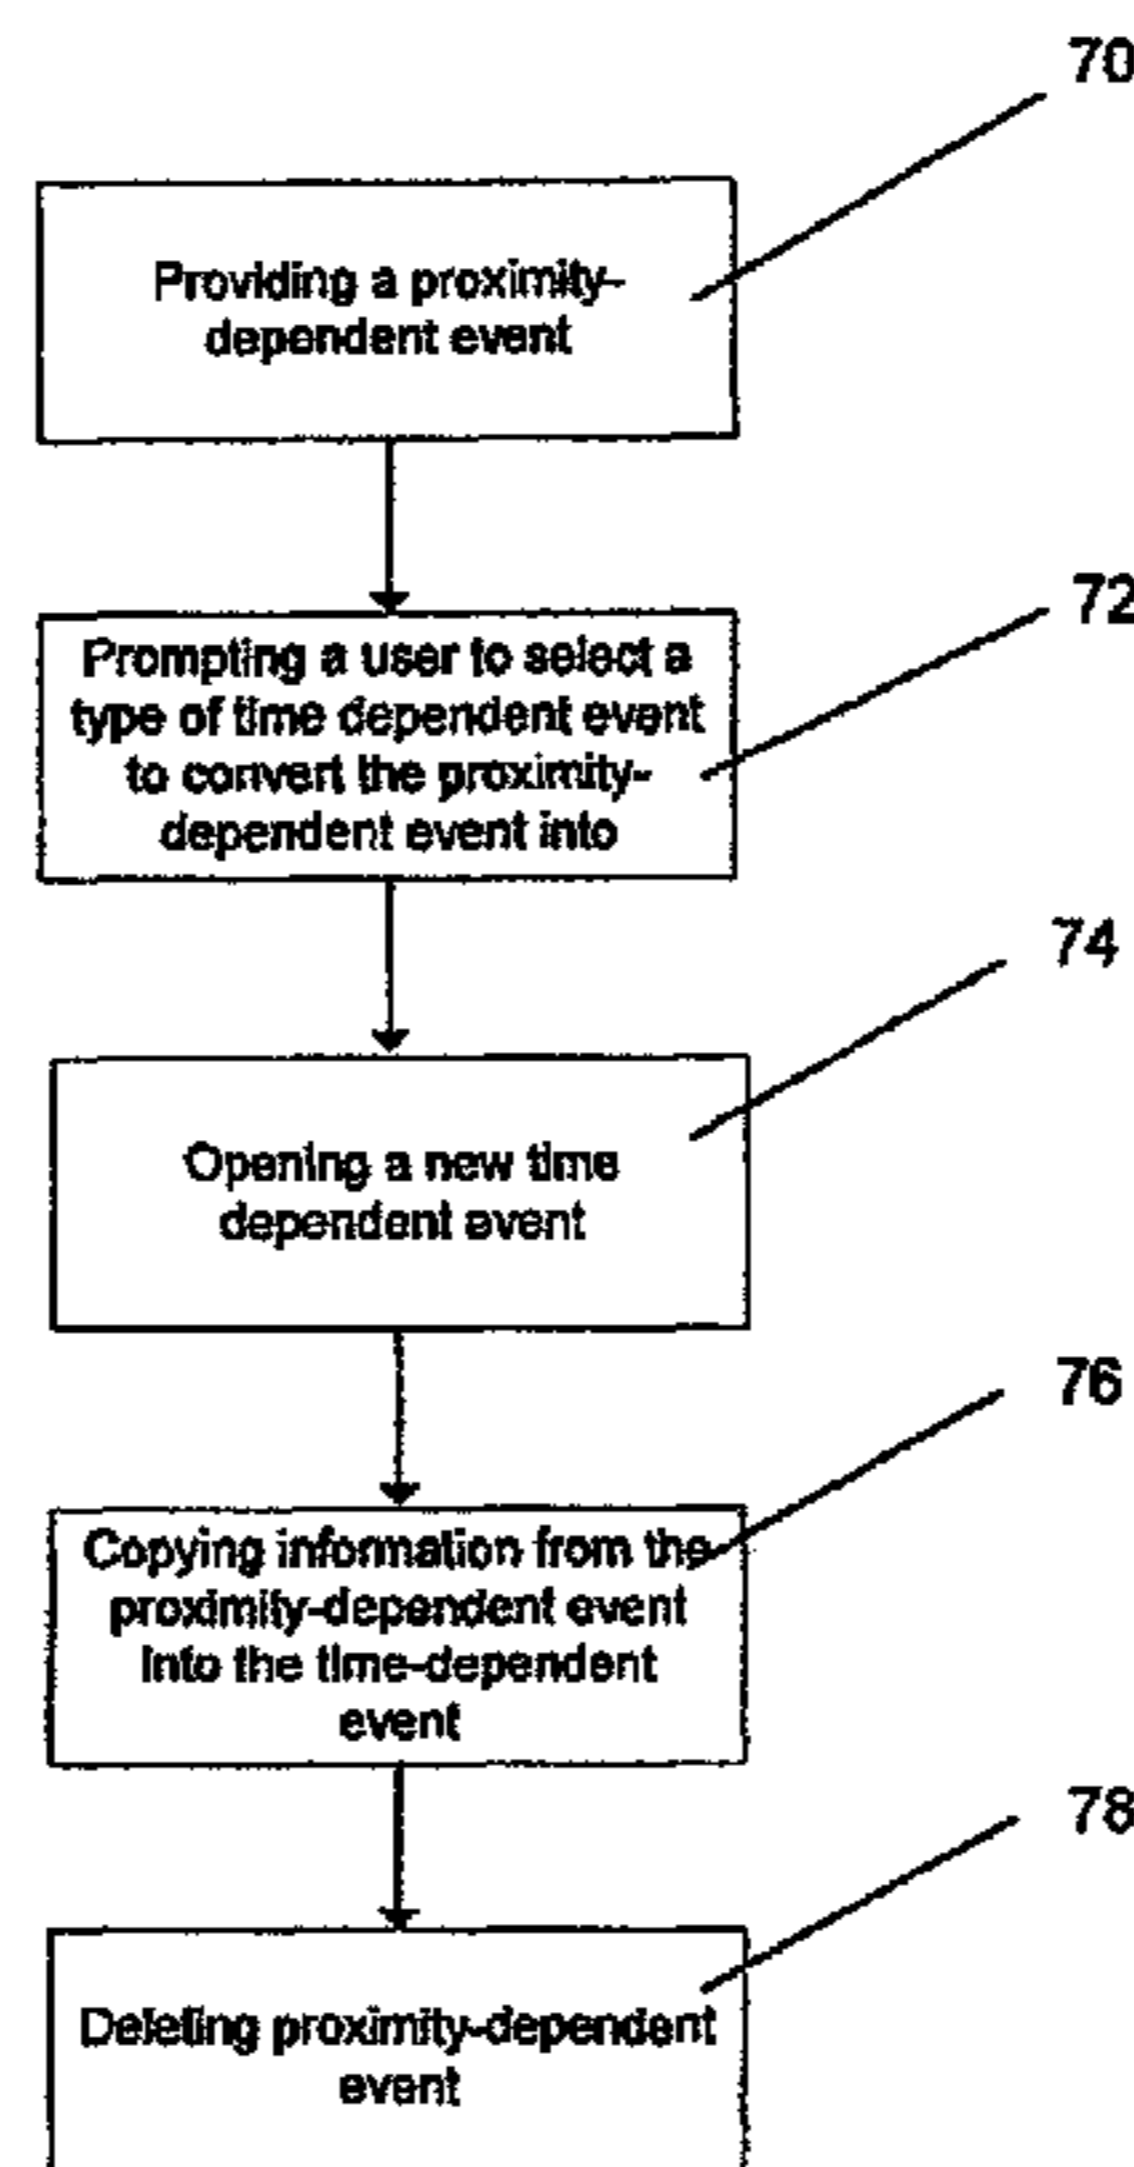 70
Providing a proximity-
dependent event
72
Prompting a user to select a
type of time dependent event
to convert the proximity-
dependent event into
74
Opening a new time
dependent event
76
Copying information from the
proximity-dependent event
into the time-dependent
event
78
Deleting proximity-dependent
event